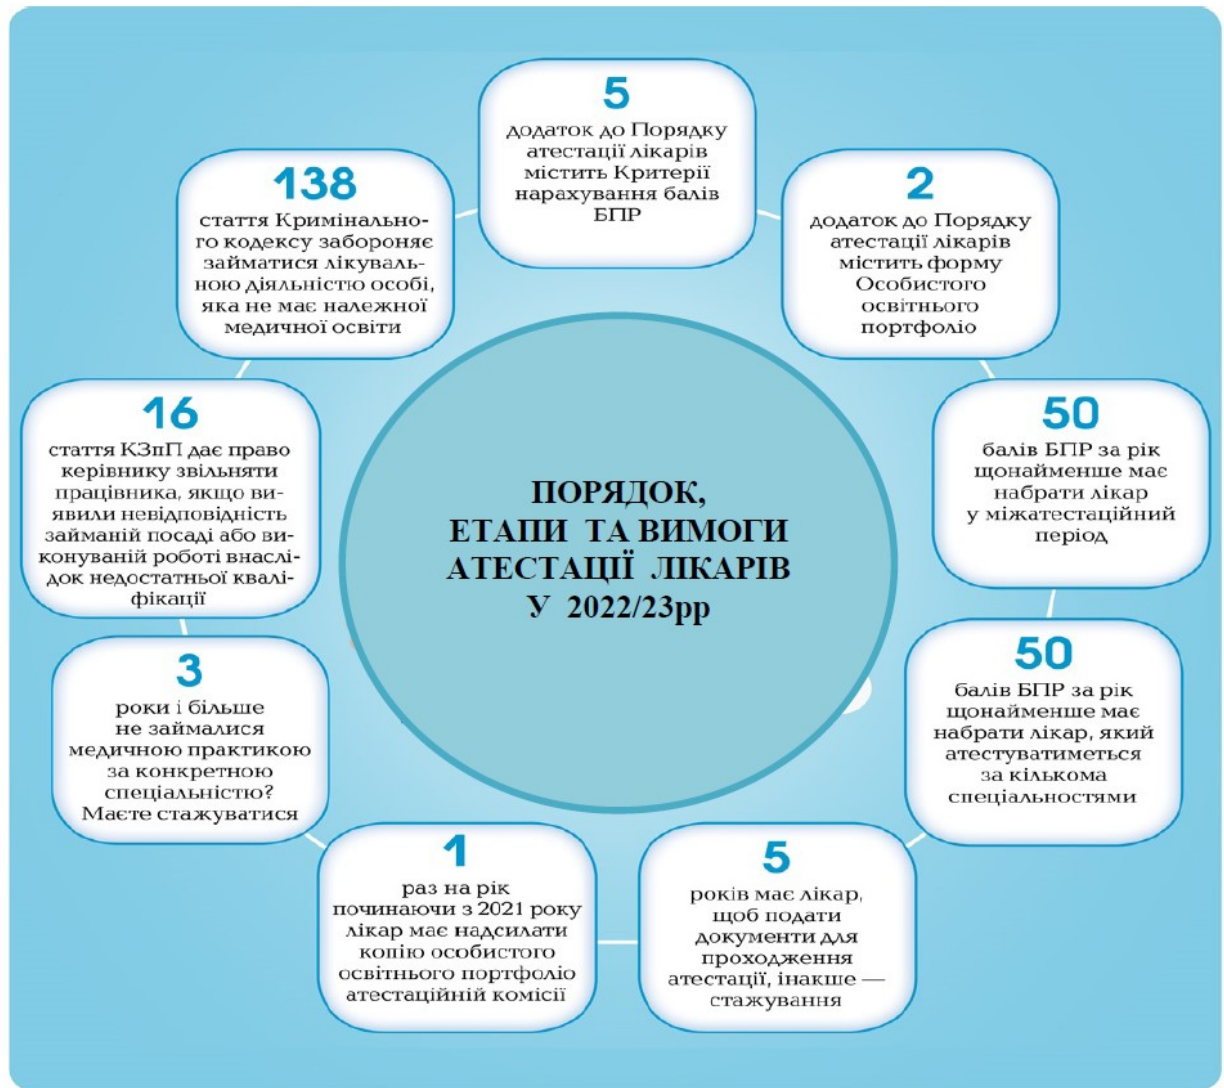 5
додаток до Порядку
атестації лікарів
містить Критерії
нарахування балів
БПР
2
додаток до Порядку
атестації лікарів
містить форму
Особистого
освітнього
портфоліо
50
балів БПР за рік
щонайменше має
набрати лікар
у міжатестаційний
період
50
балів БПР за рік
щонайменше має
набрати лікар, який
атестуватиметься
за кількома
спеціальностями
5
років має лікар,
щоб подати
документи для
проходження
атестації, інакше —
стажування
1
раз на рік
починаючи з 2021 року
лікар має надсилати
копію особистого
освітнього портфоліо
атестаційній комісії
3
роки і більше
не займалися
медичною практикою
за конкретною
спеціальністю?
Маєте стажуватися
16
стаття КЗпП дає право
керівнику звільняти
працівника, якщо ви-
явили невідповідність
займаній посаді або ви-
конуваній роботі внаслі-
док недостатньої квалі-
фікації
138
стаття Кримінально-
го кодексу забороняє
займатися лікуваль-
ною діяльністю особі,
яка не має належної
медичної освіти
ПОРЯДОК,
ЕТАПИ ТА ВИМОГИ
АТЕСТАЦІЇ ЛІКАРІВ
У 2022/23рр